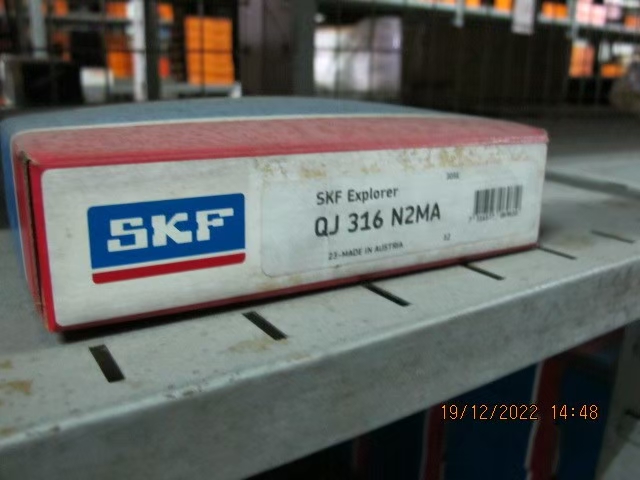 SKF
SKF Explorer
QJ 316 N2MA
23-MADE IN AUSTRIA
19/12/2022 14:48